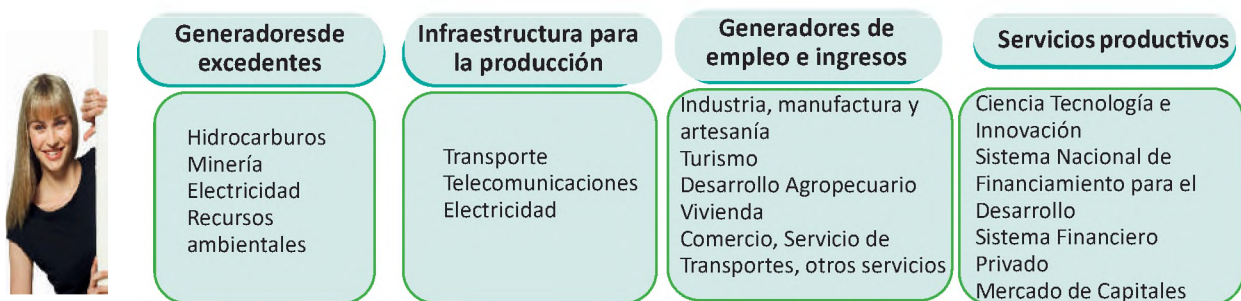 Generadoresde
excedentes
Hidrocarburos
Minería
Electricidad
Recursos
ambientales
Infraestructura para
la producción
Transporte
Telecomunicaciones
Electricidad
Generadores de
empleo e ingresos
Industria, manufactura y
artesanía
Turismo
Desarrollo Agropecuario
Vivienda
Comercio, Servicio de
Transportes, otros servicios
Servicios productivos
Ciencia Tecnología e
Innovación
Sistema Nacional de
Financiamiento para el
Desarrollo
Sistema Financiero
Privado
Mercado de Capitales